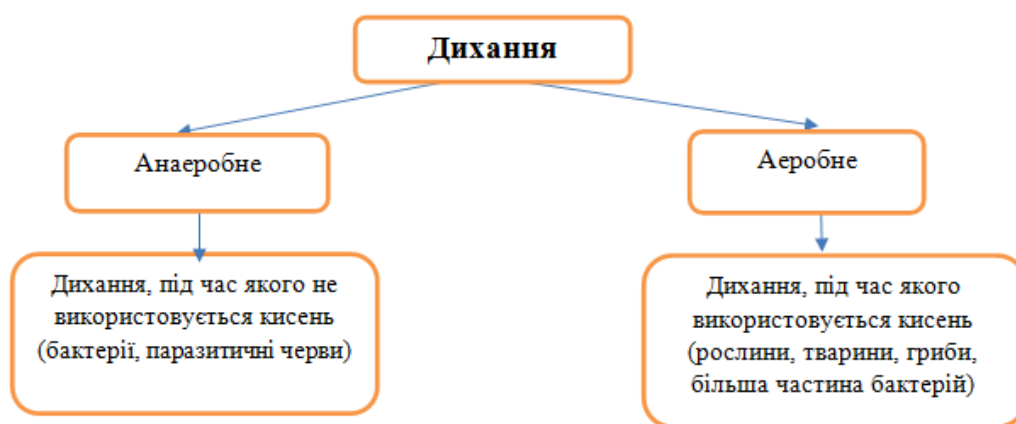 Дихання
Анаеробне
Аеробне
Дихання, під час якого не
використовується кисень
(бактерії, паразитичні черви)
Дихання, під час якого
використовується кисень
(рослини, тварини, гриби,
більша частина бактерій)